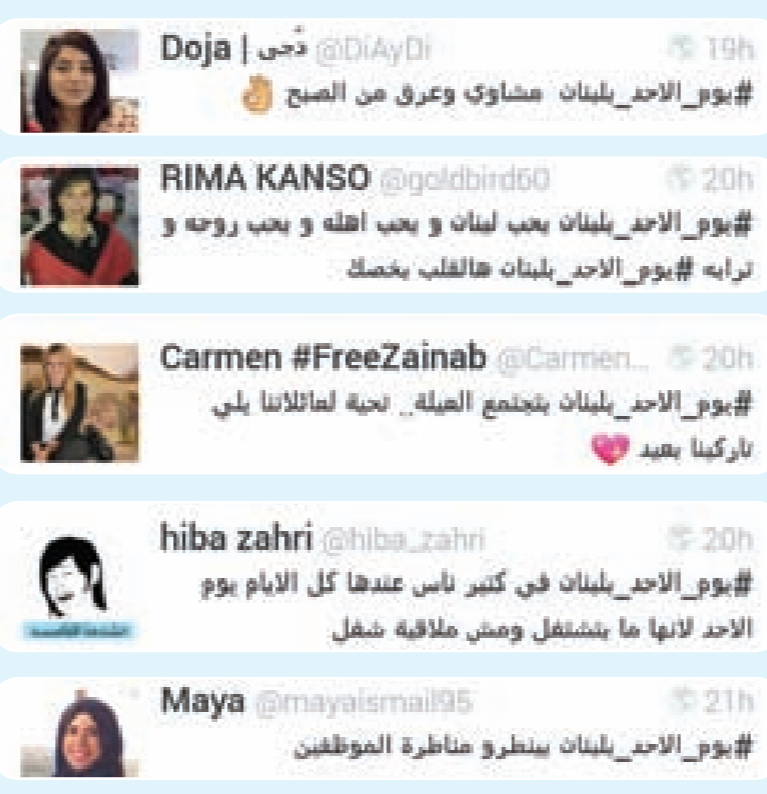 Doja | دُجى @DiAyDi 19h
#يوم_الاحد_بلبنان مشاوي وعرق من الصبح 👌
RIMA KANSO @goldbird60 20h
#يوم_الاحد_بلبنان بحب لبنان و بحب اهله و بحب روحه و
ترابه #يوم_الاحد_بلبنان هالقلب بخصك
Carmen #FreeZainab @Carmen... 20h
#يوم_الاحد_بلبنان بتجتمع العيلة.. تحية لعائلاتنا يلي
تاركينا بعيد 💖
hiba zahri @hiba_zahri 20h
#يوم_الاحد_بلبنان في كتير ناس عندها كل الايام يوم
الاحد لانها ما بتشتغل ومش ملاقية شغل
Maya @mayaismail95 21h
#يوم_الاحد_بلبنان بينطرو مناطرة الموظفين